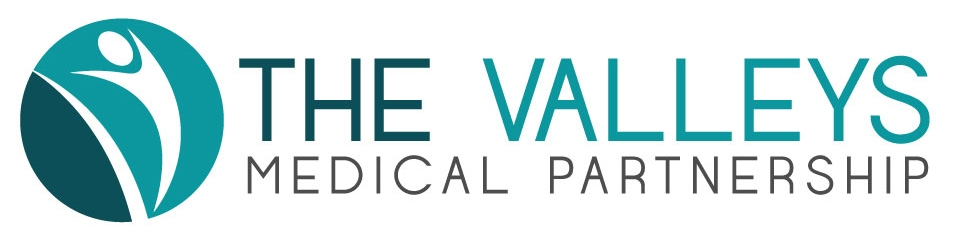 THE VALLEYS
MEDICAL PARTNERSHIP